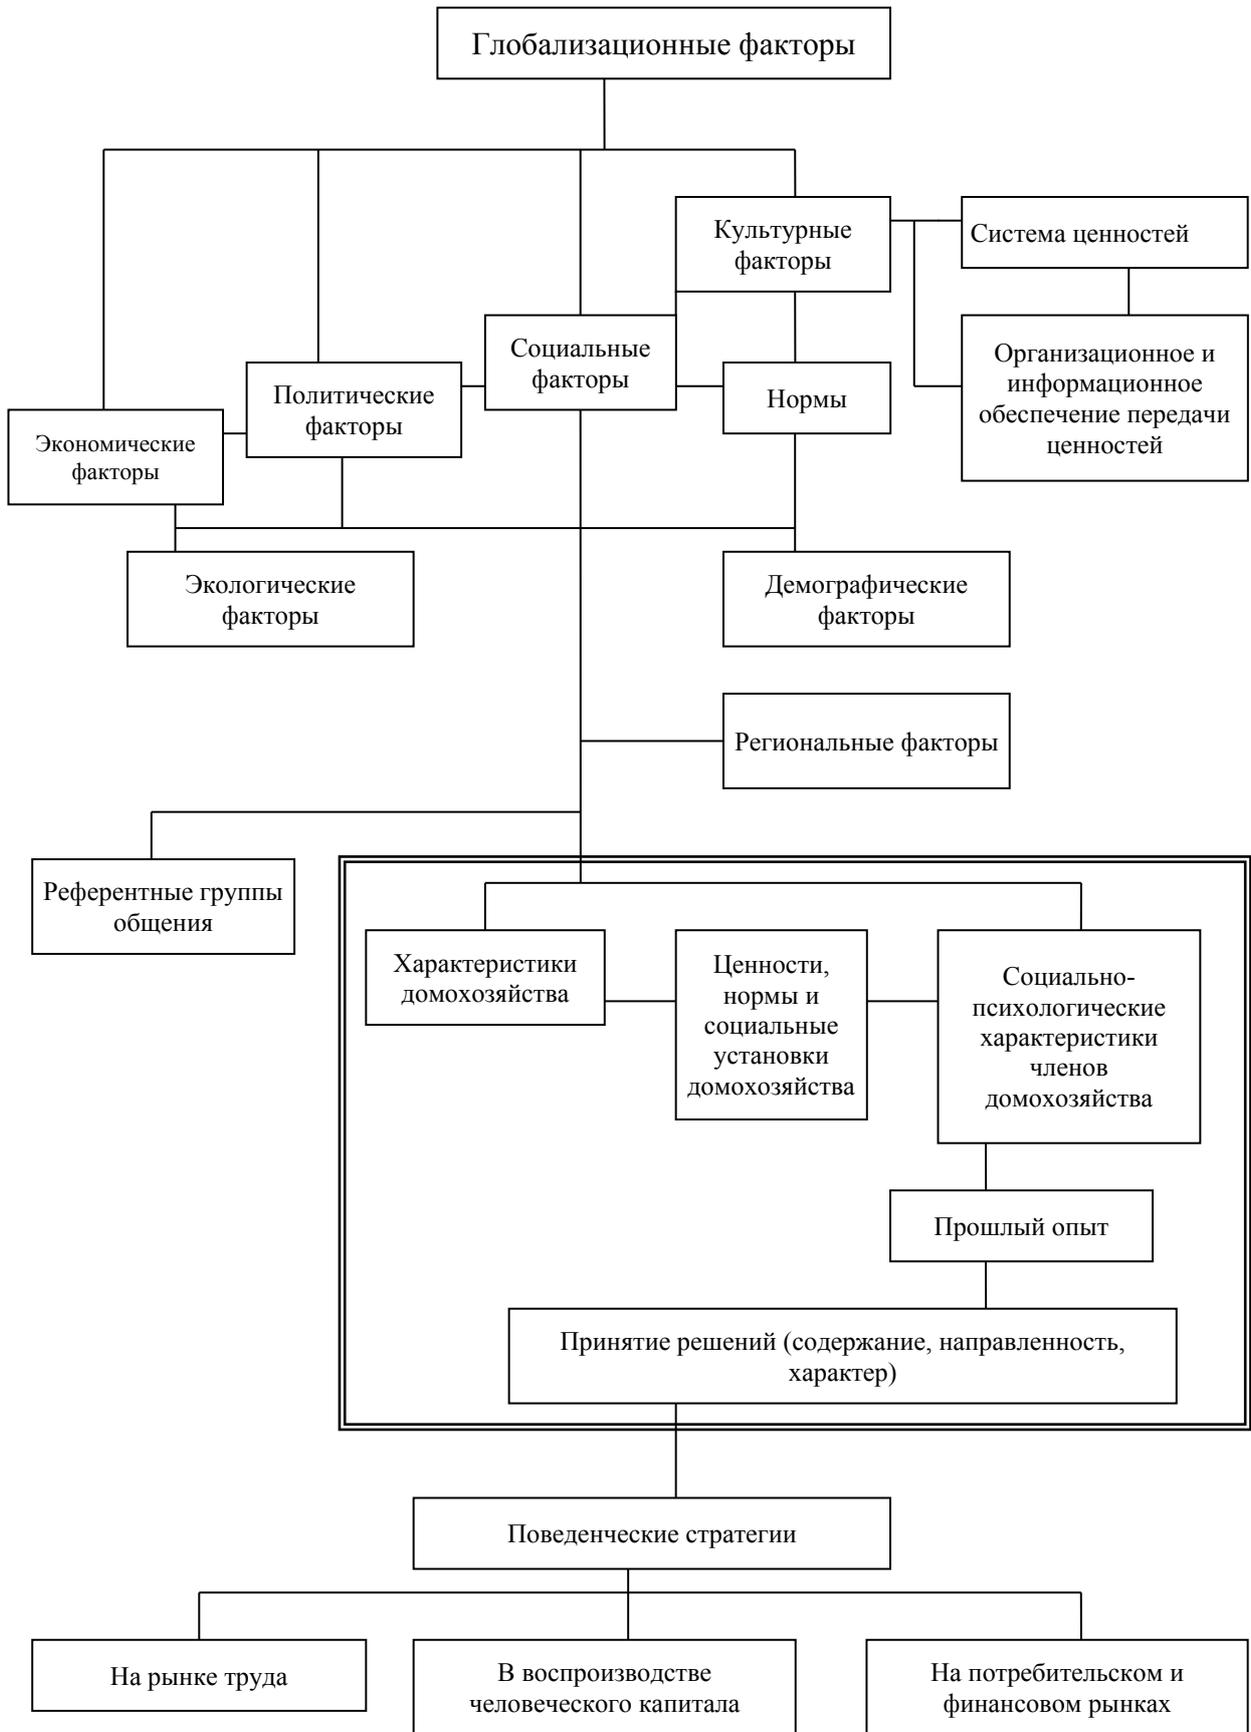 Глобализационные факторы
Культурные
факторы
Система ценностей
Социальные
факторы
Организационное и
информационное
обеспечение передачи
ценностей
Политические
факторы
Нормы
Экономические
факторы
Экологические
факторы
Демографические
факторы
Региональные факторы
Референтные группы
общения
Характеристики
домохозяйства
Ценности,
нормы и
социальные
установки
домохозяйства
Социально-
психологические
характеристики
членов
домохозяйства
Прошлый опыт
Принятие решений (содержание, направленность,
характер)
Поведенческие стратегии
На рынке труда
В воспроизводстве
человеческого капитала
На потребительском и
финансовом рынках